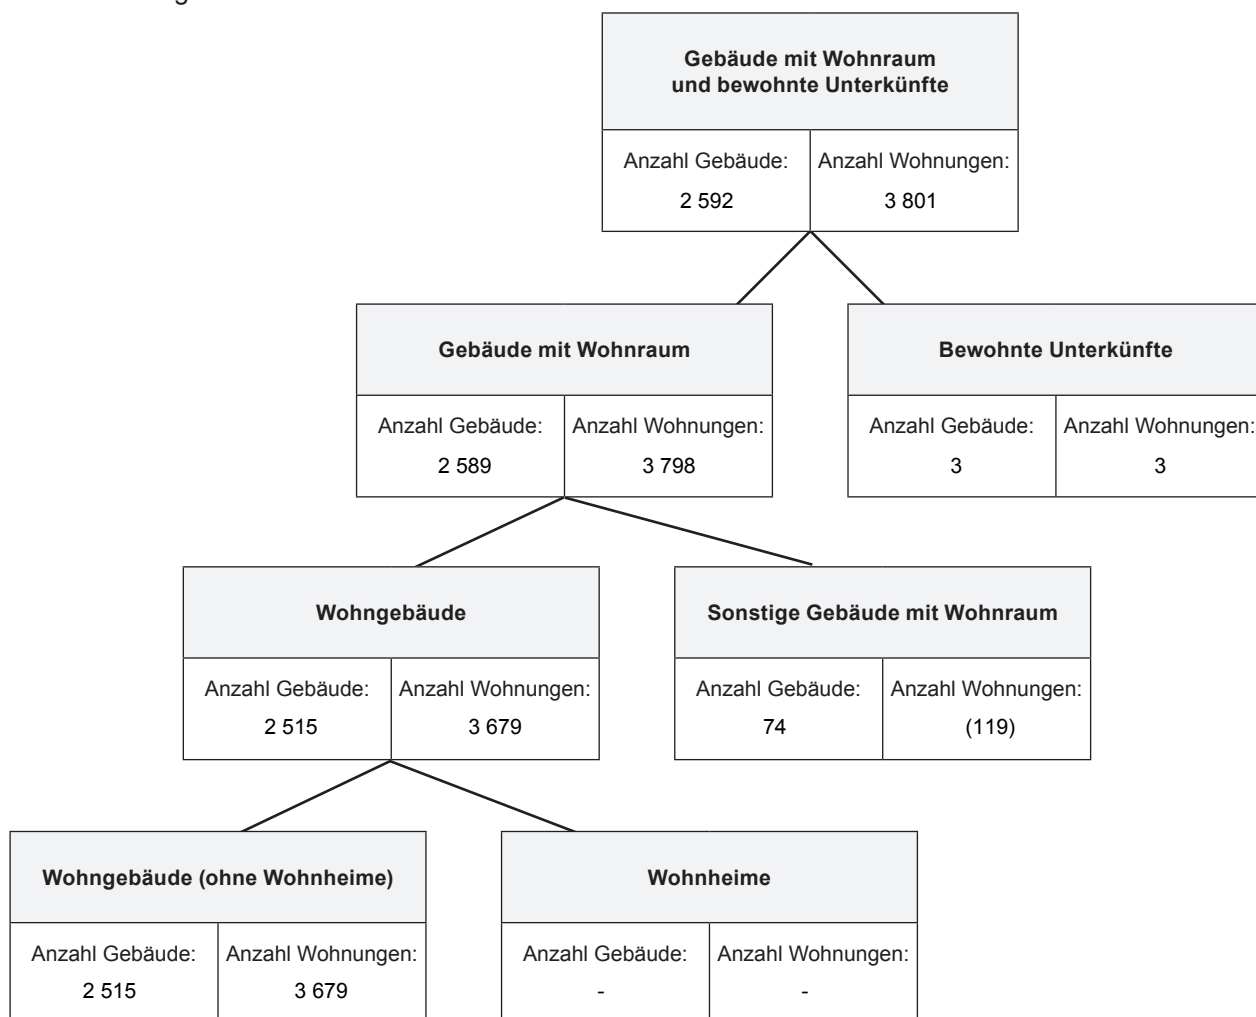 Gebäude mit Wohnraum
und bewohnte Unterkünfte
Anzahl Gebäude: Anzahl Wohnungen:
2 592 3 801
Gebäude mit Wohnraum Bewohnte Unterkünfte
Anzahl Gebäude: Anzahl Wohnungen: Anzahl Gebäude: Anzahl Wohnungen:
2 589 3 798 3 3
Wohngebäude Sonstige Gebäude mit Wohnraum
Anzahl Gebäude: Anzahl Wohnungen: Anzahl Gebäude: Anzahl Wohnungen:
2 515 3 679 74 (119)
Wohngebäude (ohne Wohnheime) Wohnheime
Anzahl Gebäude: Anzahl Wohnungen: Anzahl Gebäude: Anzahl Wohnungen:
2 515 3 679 - -